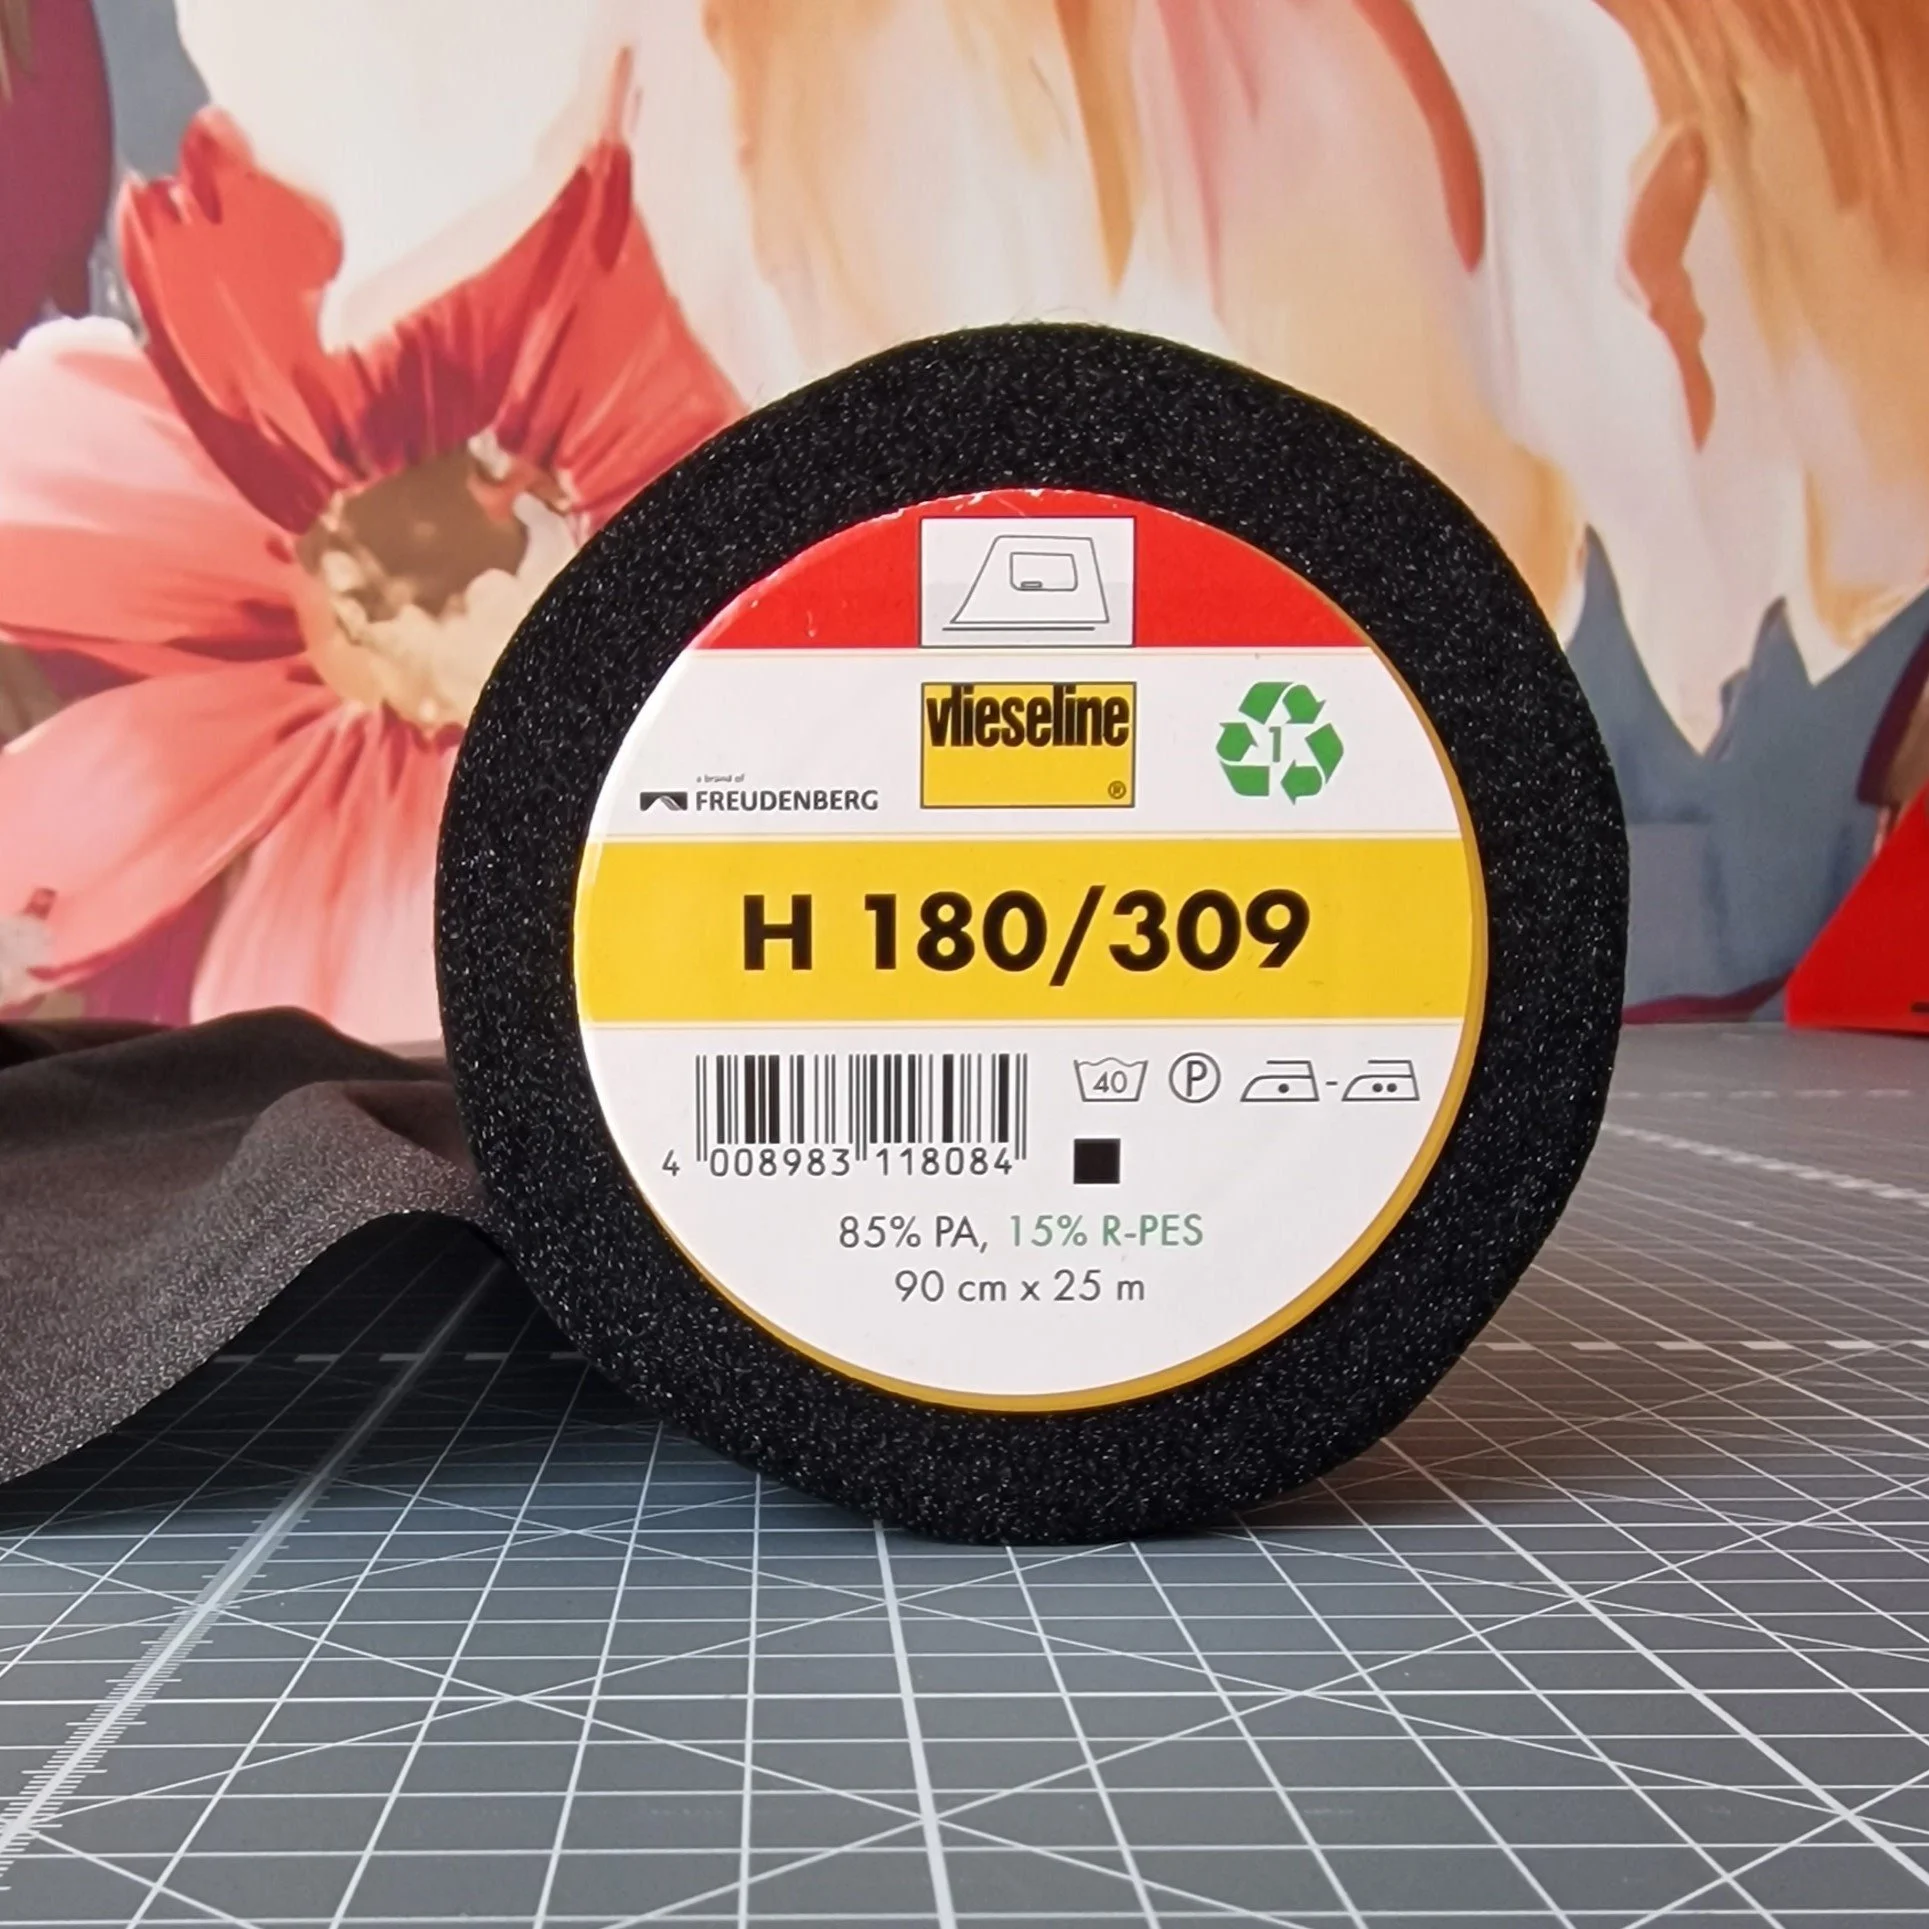 vlieseline
®
1
a brand of
FREUDENBERG
H 180/309
40 P
4 008983 118084
85% PA, 15% R-PES
90 cm x 25 m